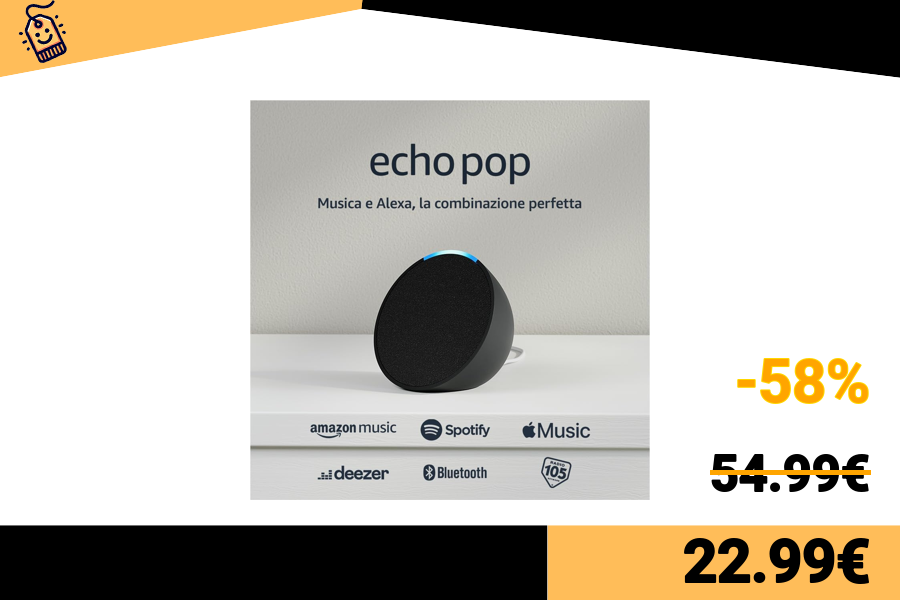 echo pop
Musica e Alexa, la combinazione perfetta
amazon music Spotify Music
deezer Bluetooth RADIO 105
-58%
54.99€
22.99€